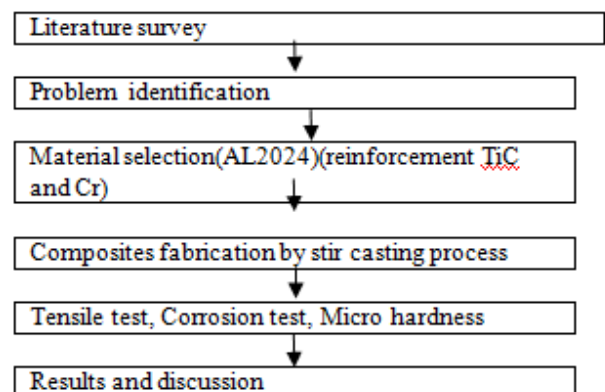 Literature survey
Problem identification
Material selection(AL2024)(reinforcement TiC
and Cr)
Composites fabrication by stir casting process
Tensile test, Corrosion test, Micro hardness
Results and discussion